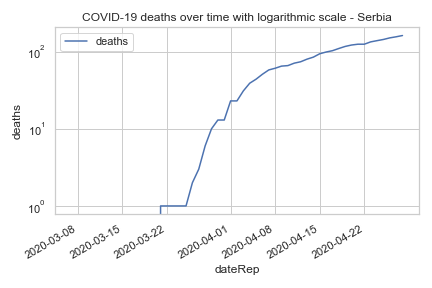 COVID-19 deaths over time with logarithmic scale - Serbia
deaths
10²
10¹
10⁰
deaths
2020-03-08
2020-03-15
2020-03-22
2020-04-01
2020-04-08
2020-04-15
2020-04-22
dateRep